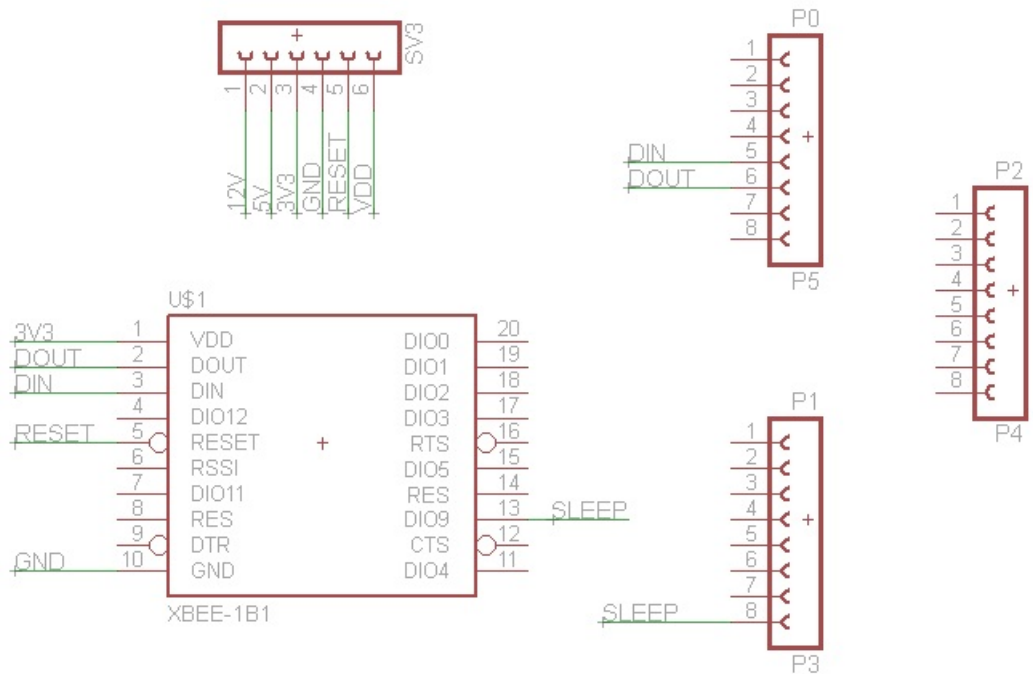 SV3
1 2 3 4 5 6
12V 5V 3V3 GND RESET VDD
P0
1
2
3
4
DIN 5
DOUT 6
7
8
P5
P2
1
2
3
4
5
6
7
8
P4
U$1
3V3 1 VDD DIO0 20
DOUT 2 DOUT DIO1 19
DIN 3 DIN DIO2 18
4 DIO12 DIO3 17
RESET 5 RESET RTS 16
6 RSSI DIO5 15
7 DIO11 RES 14
8 RES DIO9 13 SLEEP
9 DTR CTS 12
GND 10 GND DIO4 11
XBEE-1B1
P1
1
2
3
4
5
6
7
SLEEP 8
P3